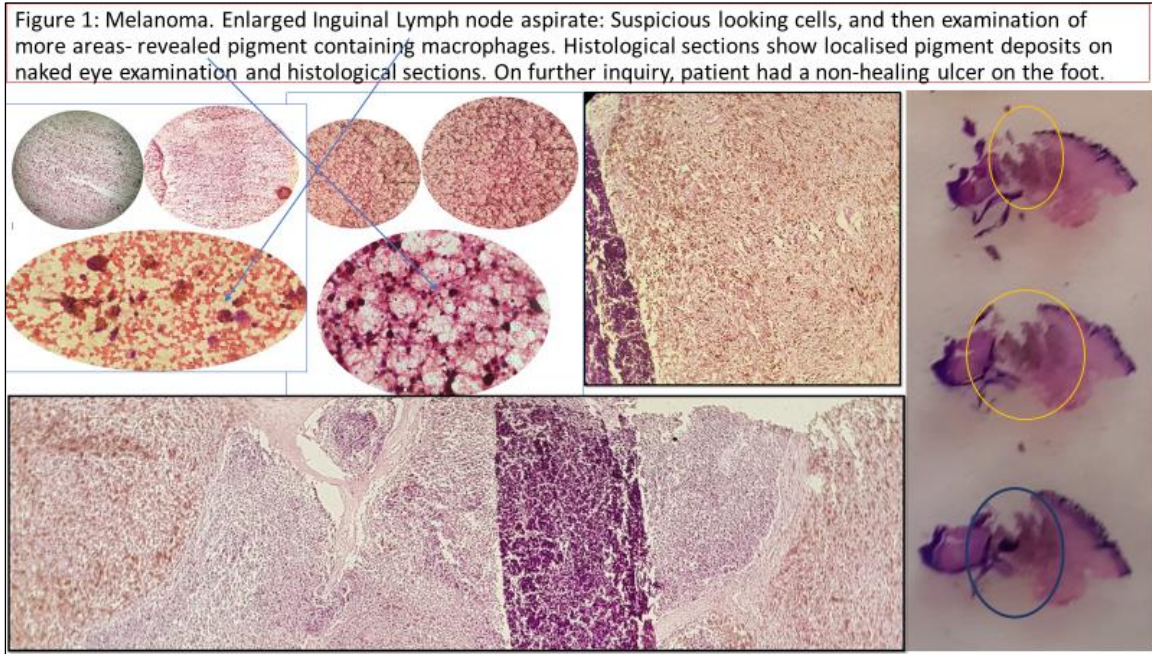 Figure 1: Melanoma. Enlarged Inguinal Lymph node aspirate: Suspicious looking cells, and then examination of
more areas- revealed pigment containing macrophages. Histological sections show localised pigment deposits on
naked eye examination and histological sections. On further inquiry, patient had a non-healing ulcer on the foot.